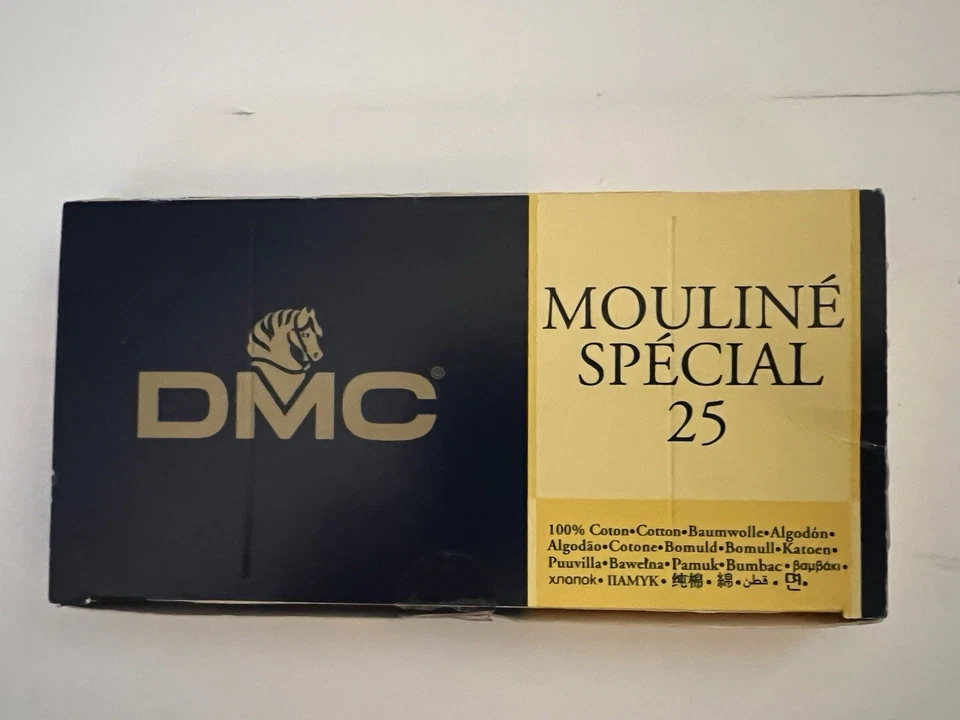 DMC®
MOULINÉ
SPÉCIAL
25
100% Coton•Cotton•Baumwolle•Algodón•
Algodão•Cotone•Bomuld•Bomull•Katoen•
Puuvilla•Bawełna•Pamuk•Bumbac•βαμβάκι•
хлопок•ПАМУК•纯棉•綿•قطن•면•